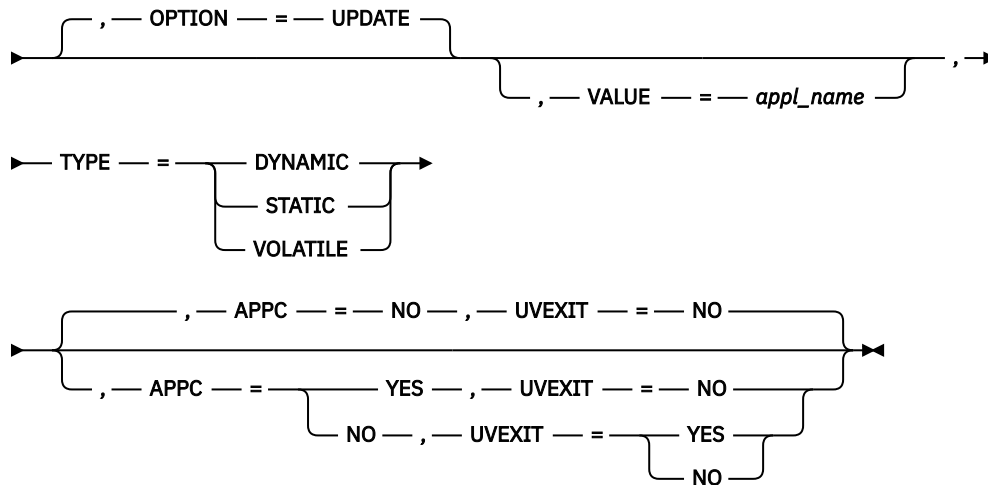 , OPTION = UPDATE
, VALUE = appl_name ,
TYPE = DYNAMIC
STATIC
VOLATILE
, APPC = NO , UVEXIT = NO
, APPC = YES , UVEXIT = NO
NO , UVEXIT = YES
NO